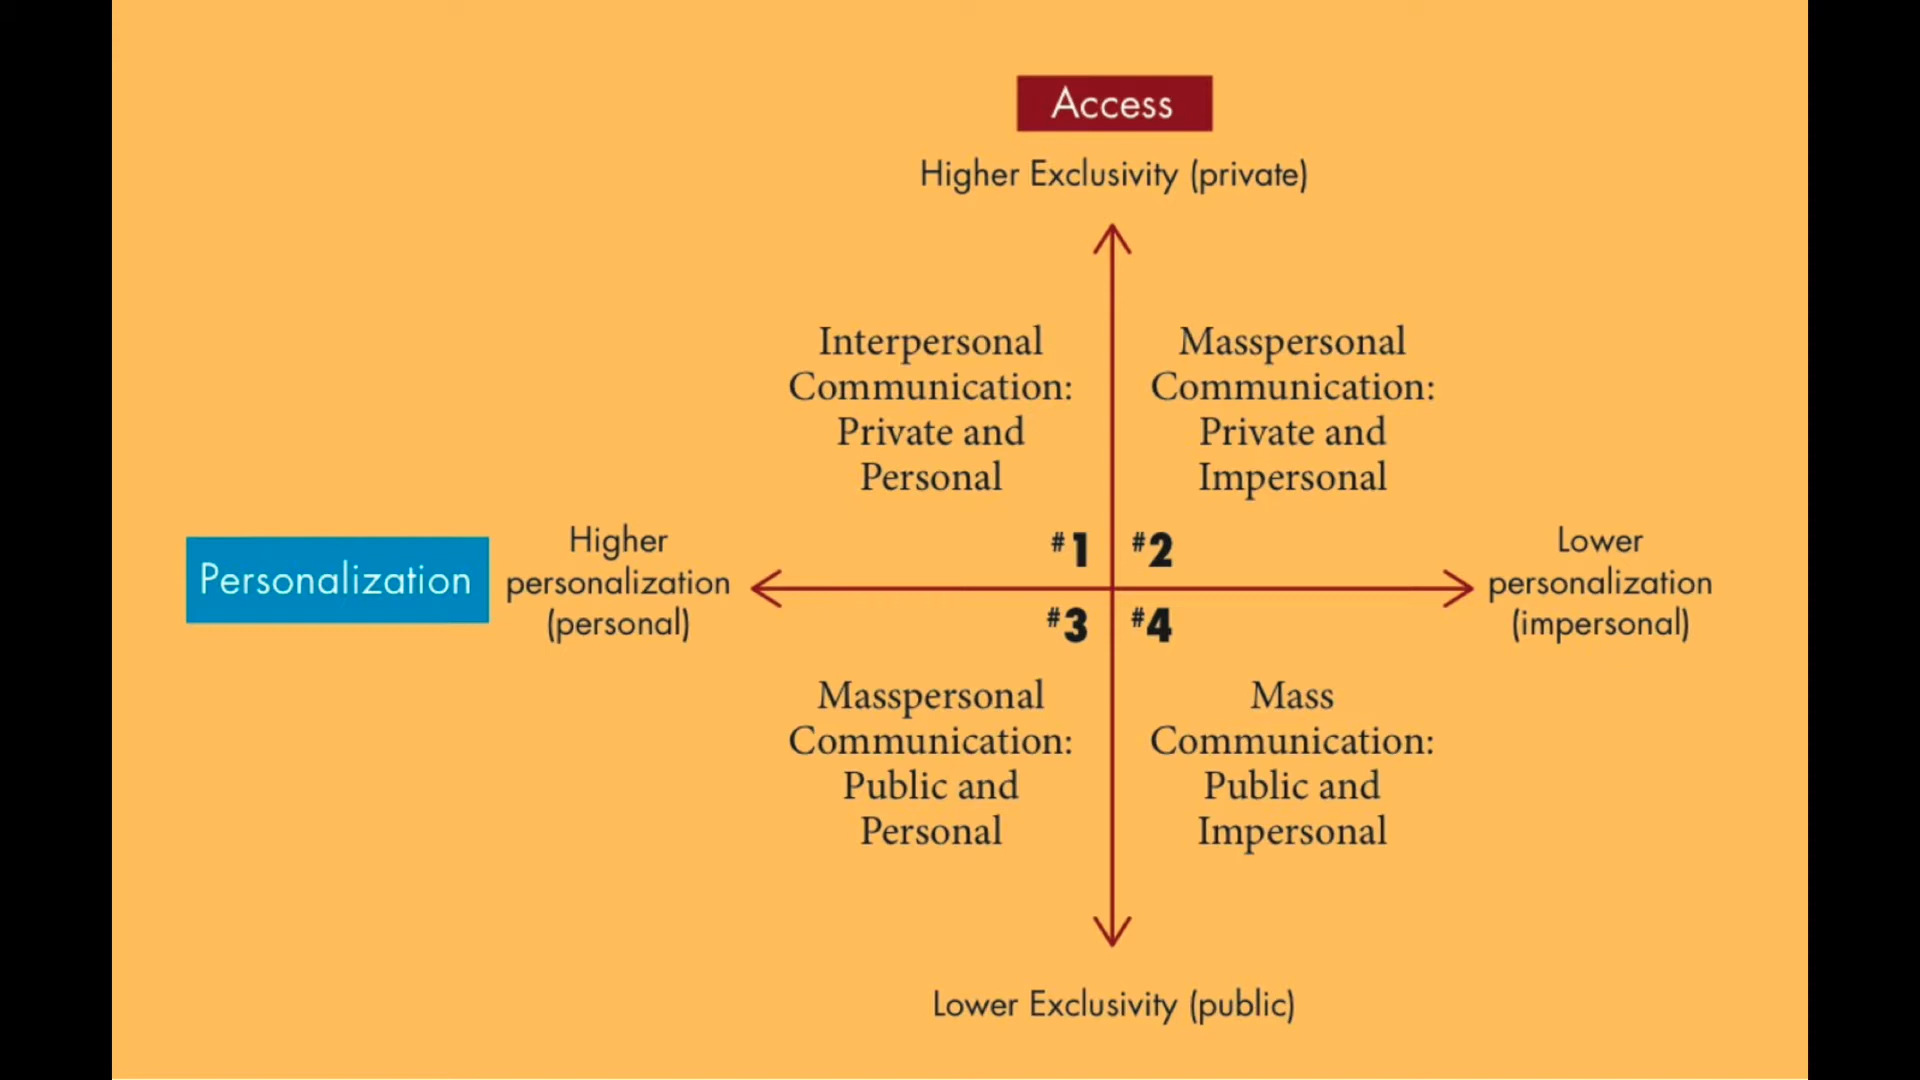 Access
Higher Exclusivity (private)
Interpersonal
Communication:
Private and
Personal
Masspersonal
Communication:
Private and
Impersonal
#1
#2
Personalization
Higher
personalization
(personal)
Lower
personalization
(impersonal)
#3
#4
Masspersonal
Communication:
Public and
Personal
Mass
Communication:
Public and
Impersonal
Lower Exclusivity (public)